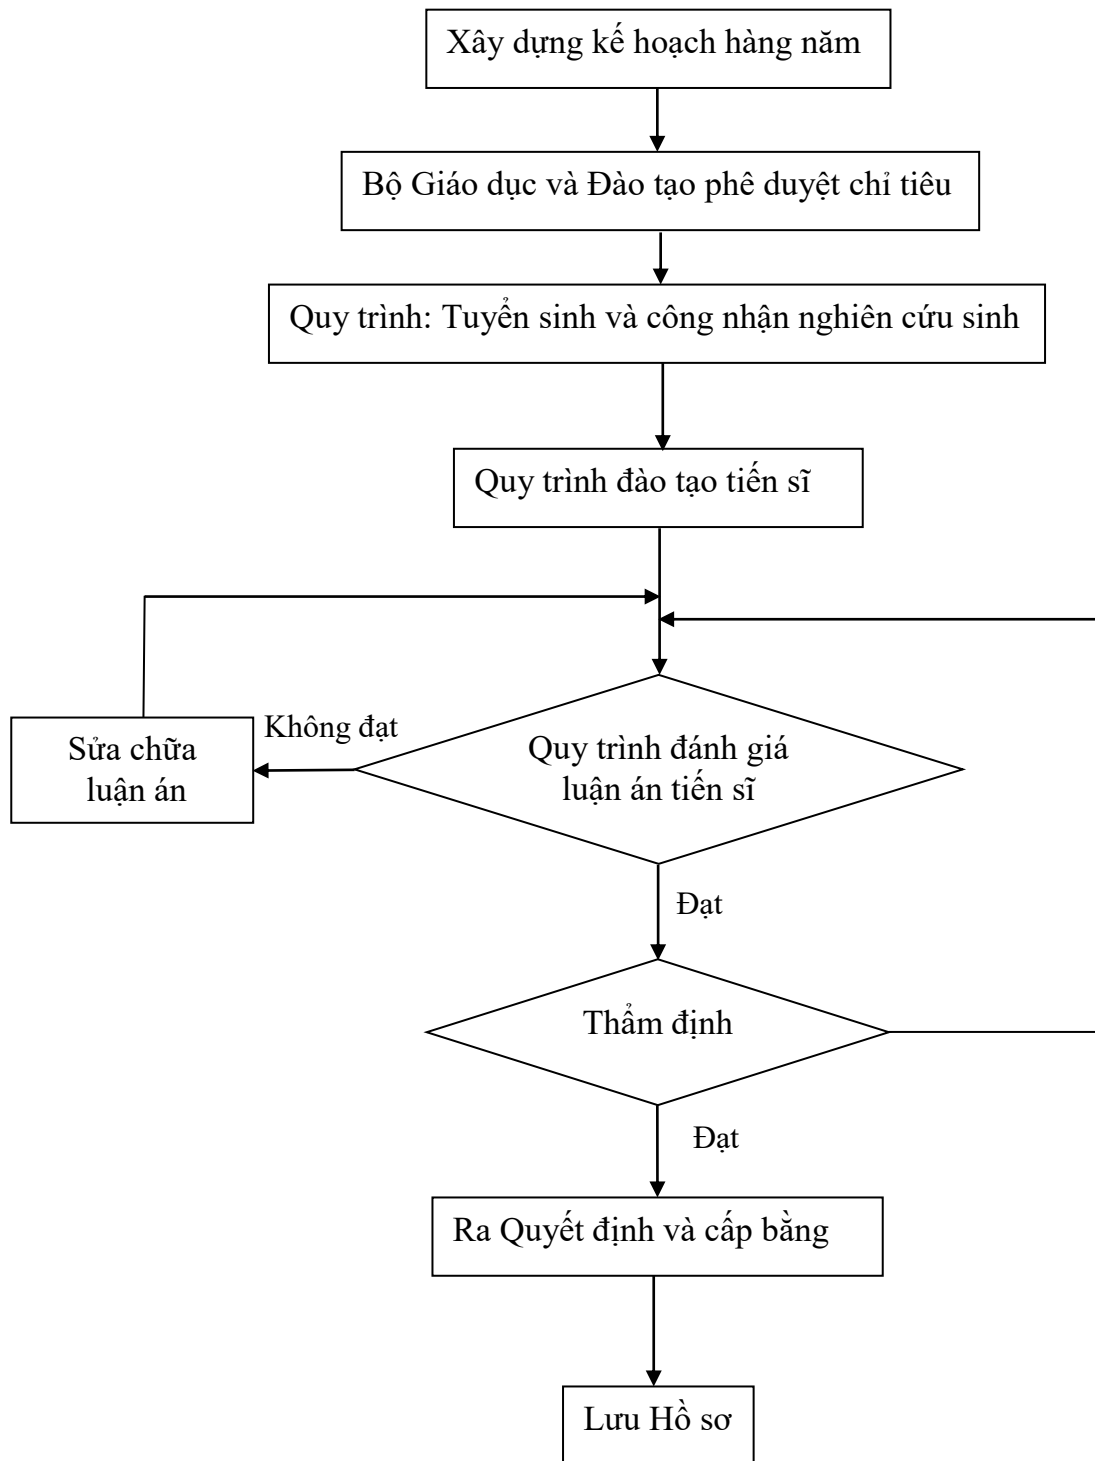 Xây dựng kế hoạch hàng năm
Bộ Giáo dục và Đào tạo phê duyệt chỉ tiêu
Quy trình: Tuyển sinh và công nhận nghiên cứu sinh
Quy trình đào tạo tiến sĩ
Không đạt
Sửa chữa
luận án
Quy trình đánh giá
luận án tiến sĩ
Đạt
Thẩm định
Đạt
Ra Quyết định và cấp bằng
Lưu Hồ sơ